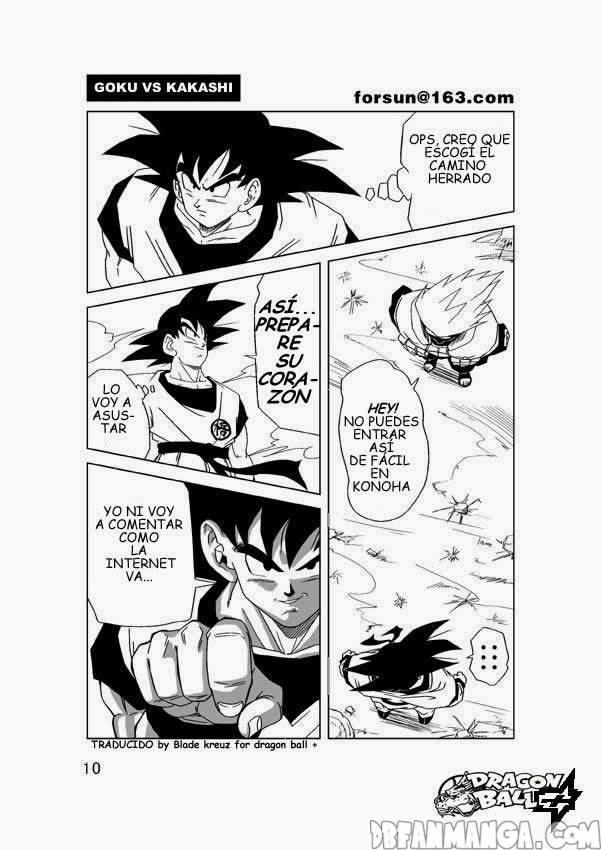 GOKU VS KAKASHI
forsun@163.com
OPS, CREO QUE
ESCOGÍ EL
CAMINO
HERRADO
HEY!
NO PUEDES
ENTRAR
ASÍ
DE FÁCIL
EN
KONOHA
ASÍ...
PREPA-
RE
SU
CORA-
ZON
LO
VOY A
ASUS-
TAR
YO NI VOY
A COMENTAR
COMO
LA
INTERNET
VA...
TRADUCIDO by Blade kreuz for dragon ball +
10
DRAGON
BALL
DBFANMANGA.COM